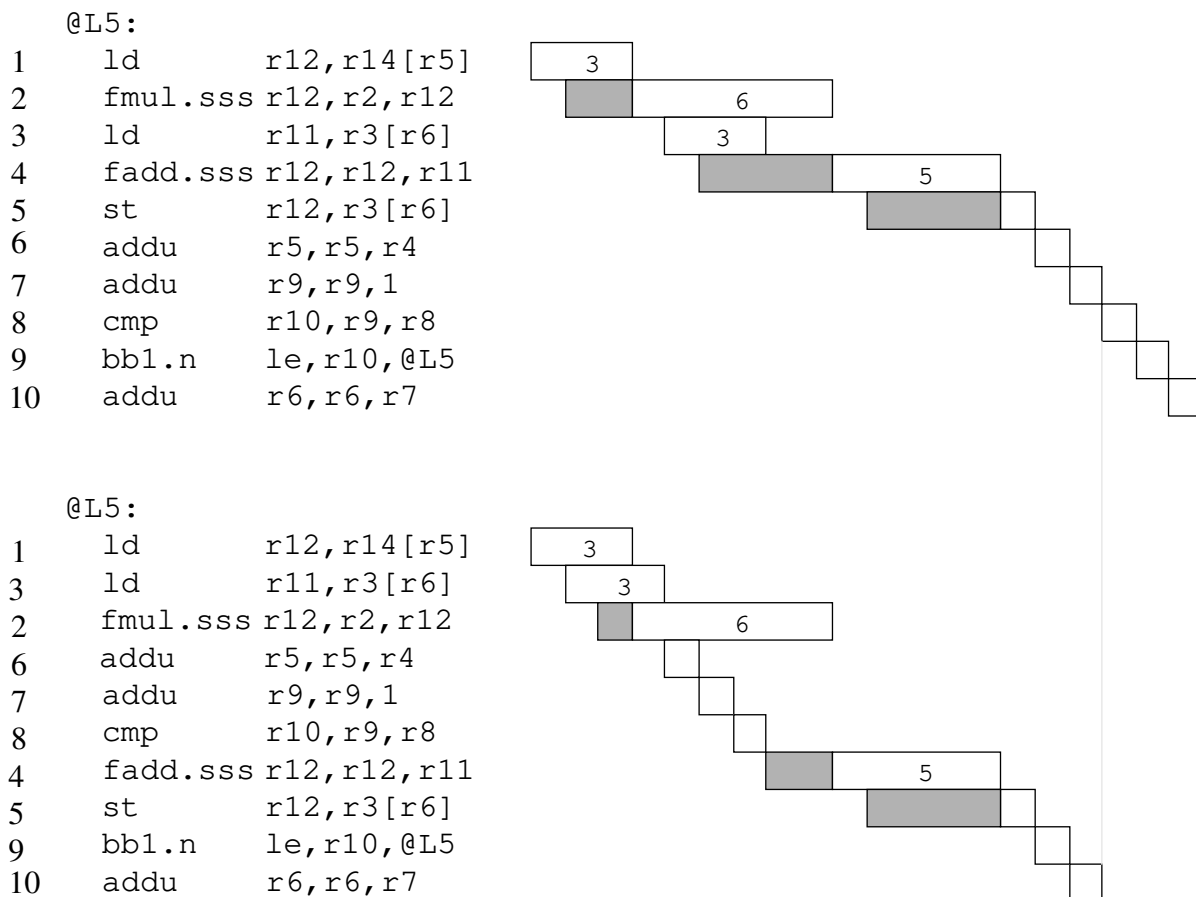 @L5:
1 ld r12,r14[r5] 3
2 fmul.sss r12,r2,r12 6
3 ld r11,r3[r6] 3
4 fadd.sss r12,r12,r11 5
5 st r12,r3[r6]
6 addu r5,r5,r4
7 addu r9,r9,1
8 cmp r10,r9,r8
9 bb1.n le,r10,@L5
10 addu r6,r6,r7
@L5:
1 ld r12,r14[r5] 3
3 ld r11,r3[r6] 3
2 fmul.sss r12,r2,r12 6
6 addu r5,r5,r4
7 addu r9,r9,1
8 cmp r10,r9,r8
4 fadd.sss r12,r12,r11 5
5 st r12,r3[r6]
9 bb1.n le,r10,@L5
10 addu r6,r6,r7